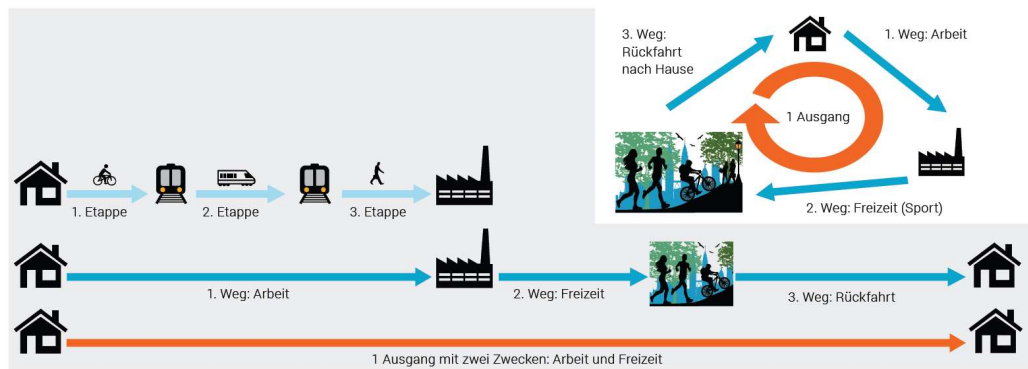 3. Weg:
Rückfahrt
nach Hause
1. Weg: Arbeit
1 Ausgang
2. Weg: Freizeit (Sport)
1. Etappe
2. Etappe
3. Etappe
1. Weg: Arbeit
2. Weg: Freizeit
3. Weg: Rückfahrt
1 Ausgang mit zwei Zwecken: Arbeit und Freizeit